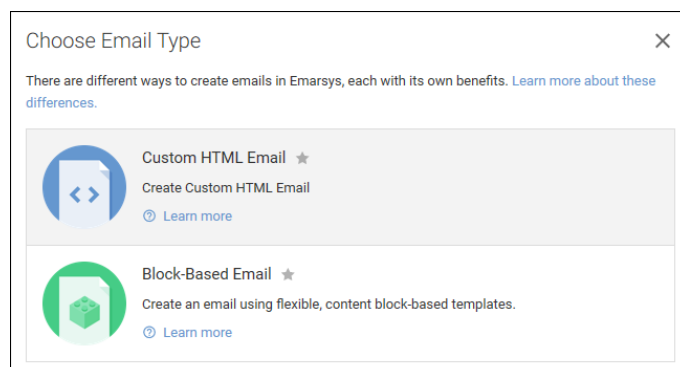 Choose Email Type
There are different ways to create emails in Emarsys, each with its own benefits. Learn more about these
differences.
Custom HTML Email
Create Custom HTML Email
Learn more
Block-Based Email
Create an email using flexible, content block-based templates.
Learn more